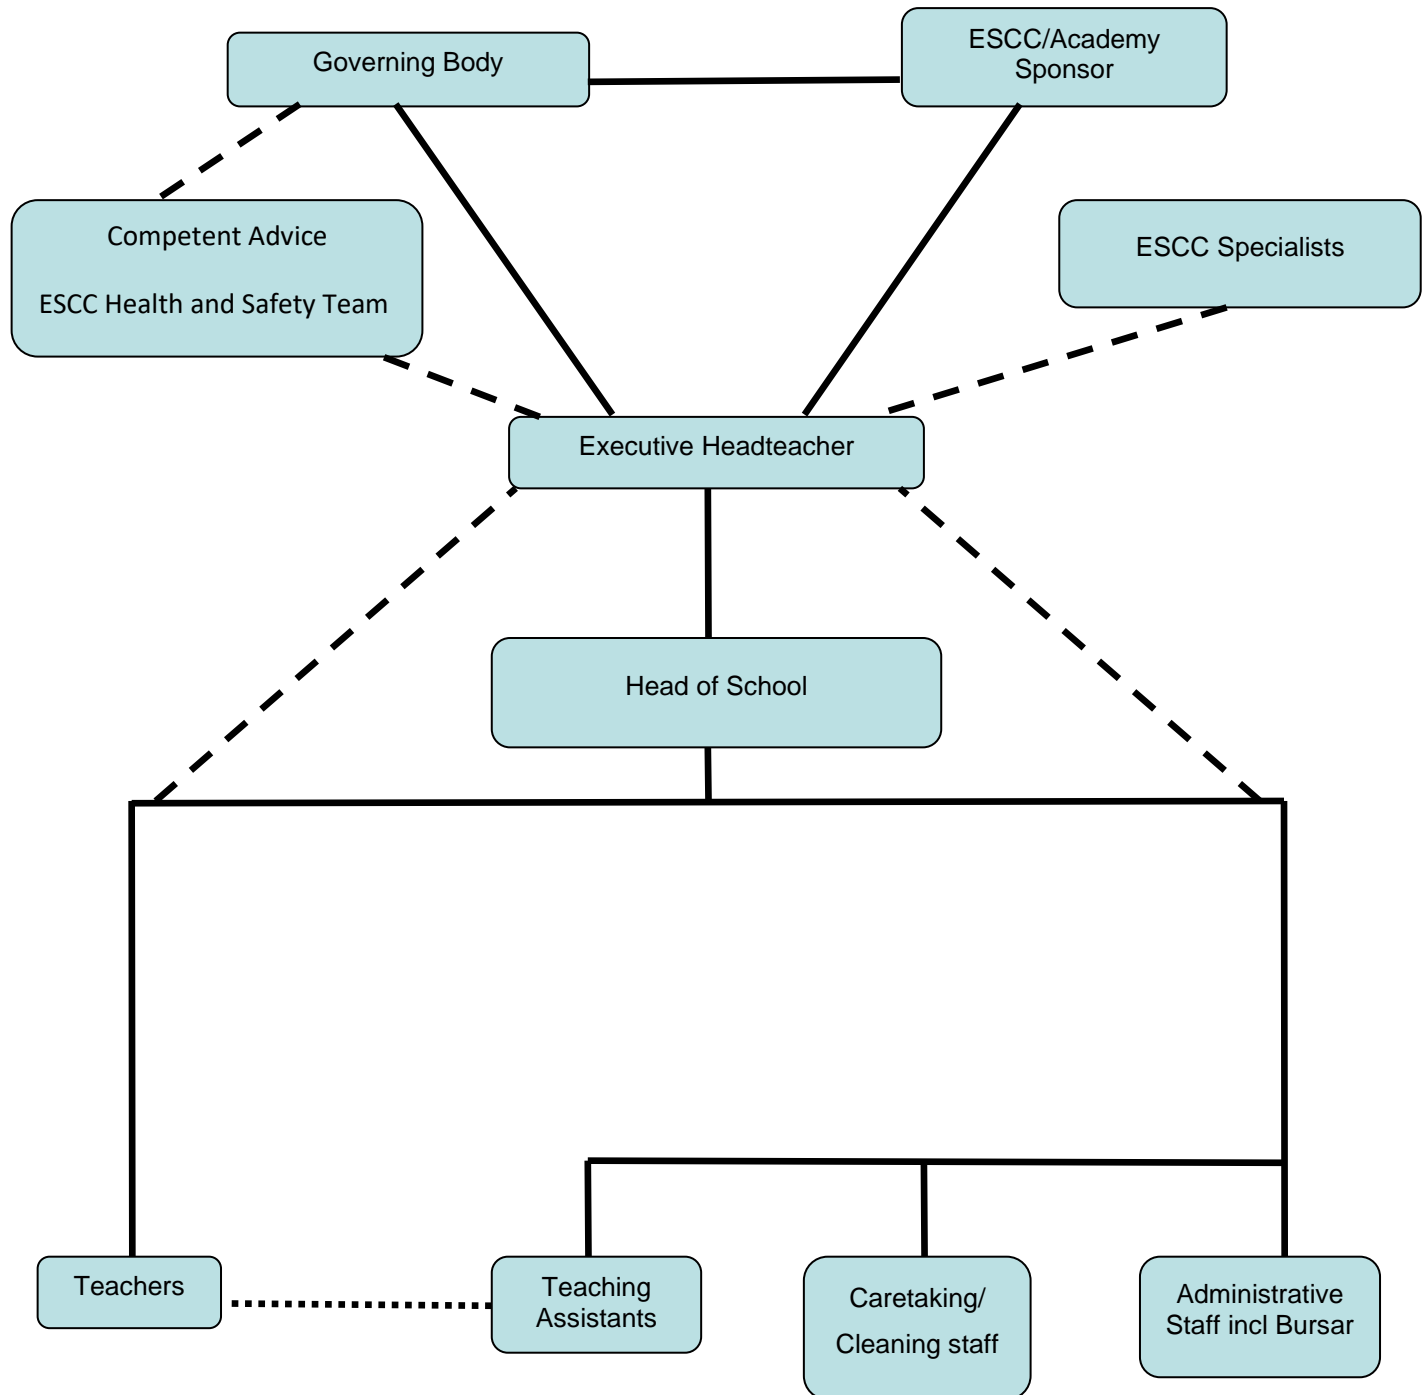 Governing Body
ESCC/Academy
Sponsor
Competent Advice
ESCC Health and Safety Team
ESCC Specialists
Executive Headteacher
Head of School
Teachers
Teaching
Assistants
Caretaking/
Cleaning staff
Administrative
Staff incl Bursar